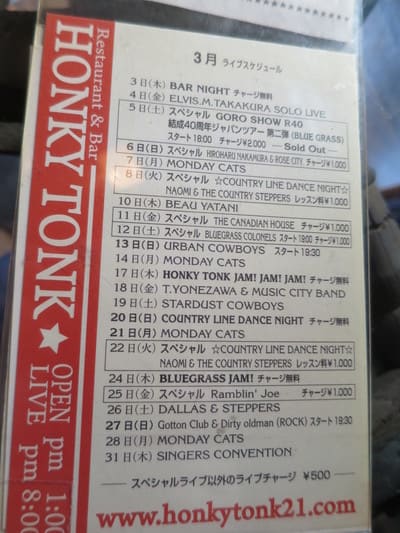 Restaurant & Bar
HONKY TONK★
OPEN pm 1:00
LIVE pm 8:00
3月 ライブスケジュール
3日(木) BAR NIGHT チャージ無料
4日(金) ELVIS.M.TAKAKURA SOLO LIVE
5日(土) スペシャル GORO SHOW R40
結成40周年ジャパンツアー 第二弾 (BLUE GRASS)
スタート18:00 チャージ¥2.000 ― Sold Out ―
6日(日) スペシャル HIROHARU NAKAMURA & ROSE CITY. チャージ¥1,000
7日(月) MONDAY CATS
8日(火) スペシャル ☆COUNTRY LINE DANCE NIGHT☆
NAOMI & THE COUNTRY STEPPERS レッスン料¥1.000
10日(木) BEAU YATANI
11日(金) スペシャル THE CANADIAN HOUSE チャージ¥1.000
12日(土) スペシャル BLUEGRASS COLONELS スタート19:00 チャージ¥1,000
13日(日) URBAN COWBOYS スタート19:30
14日(月) MONDAY CATS
17日(木) HONKY TONK JAM! JAM! JAM! チャージ無料
18日(金) T.YONEZAWA & MUSIC CITY BAND
19日(土) STARDUST COWBOYS
20日(日) COUNTRY LINE DANCE NIGHT チャージ無料
21日(月) MONDAY CATS
22日(火) スペシャル ☆COUNTRY LINE DANCE NIGHT☆
NAOMI & THE COUNTRY STEPPERS レッスン料¥1.000
24日(木) BLUEGRASS JAM! チャージ無料
25日(金) スペシャル Ramblin' Joe チャージ¥1.000
26日(土) DALLAS & STEPPERS
27日(日) Gotton Club & Dirty oldman (ROCK) スタート19:30
28日(月) MONDAY CATS
31日(木) SINGERS CONVENTION
― スペシャルライブ以外のライブチャージ ¥500 ―
www.honkytonk21.com